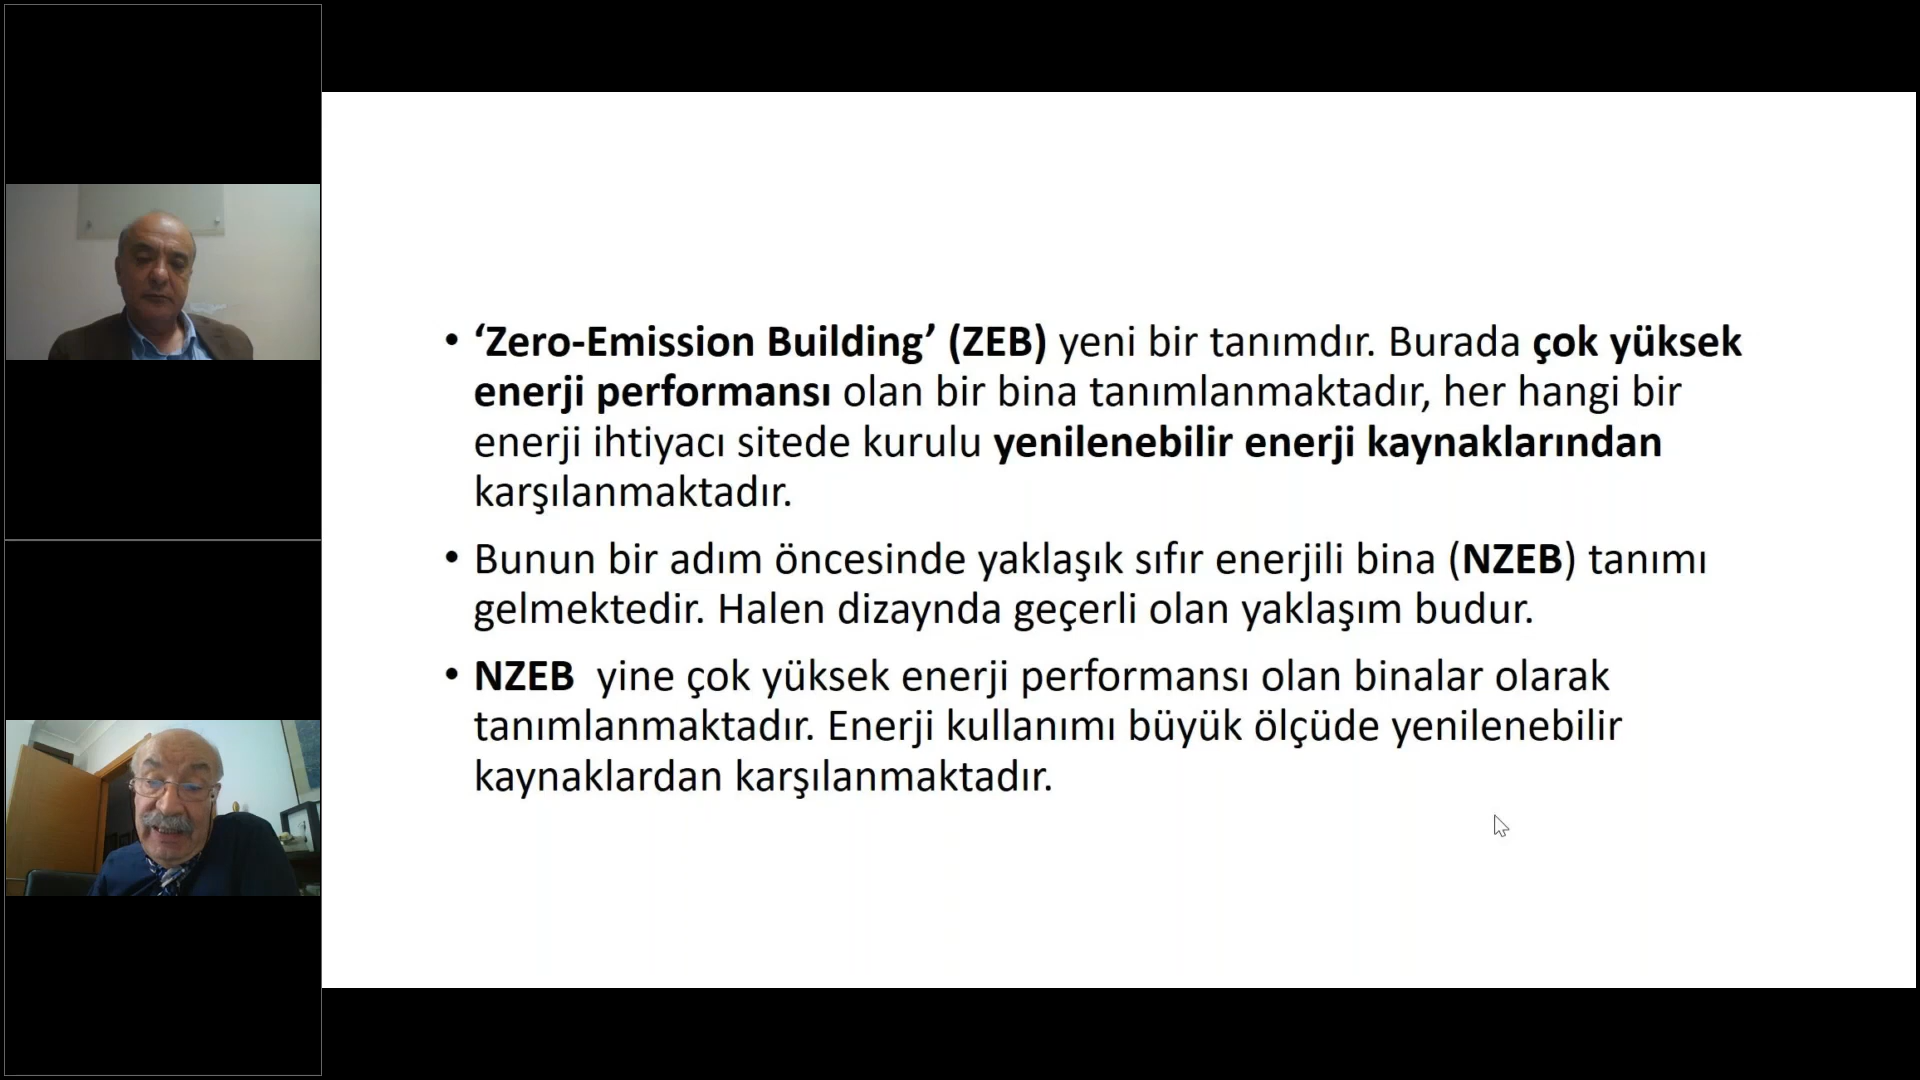 • ‘Zero-Emission Building’ (ZEB) yeni bir tanımdır. Burada çok yüksek
enerji performansı olan bir bina tanımlanmaktadır, her hangi bir
enerji ihtiyacı sitede kurulu yenilenebilir enerji kaynaklarından
karşılanmaktadır.
• Bunun bir adım öncesinde yaklaşık sıfır enerjili bina (NZEB) tanımı
gelmektedir. Halen dizaynda geçerli olan yaklaşım budur.
• NZEB  yine çok yüksek enerji performansı olan binalar olarak
tanımlanmaktadır. Enerji kullanımı büyük ölçüde yenilenebilir
kaynaklardan karşılanmaktadır.